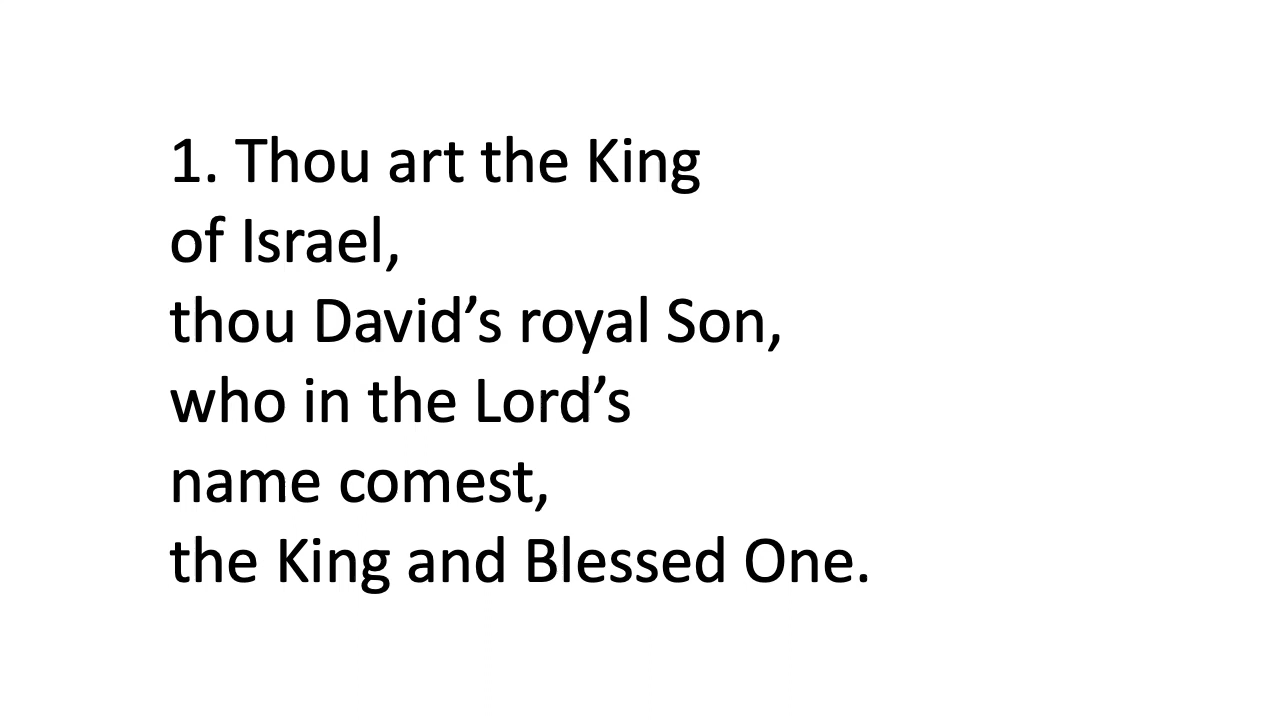 1. Thou art the King
of Israel,
thou David’s royal Son,
who in the Lord’s
name comest,
the King and Blessed One.